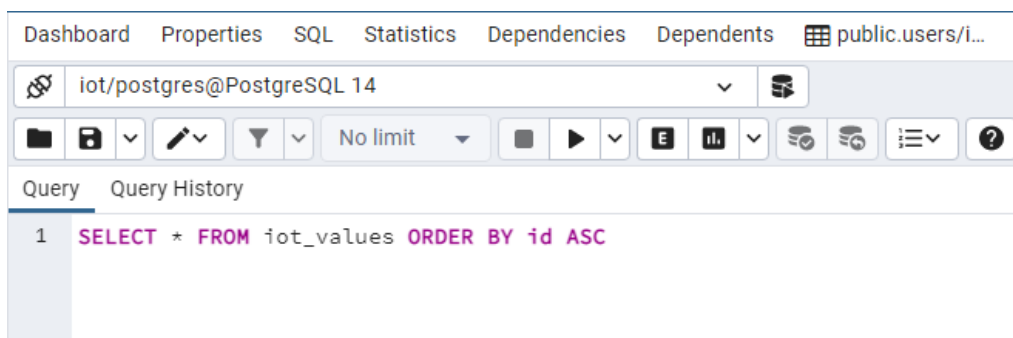 Dashboard Properties SQL Statistics Dependencies Dependents public.users/i...
iot/postgres@PostgreSQL 14
No limit E
Query Query History
1 SELECT * FROM iot_values ORDER BY id ASC